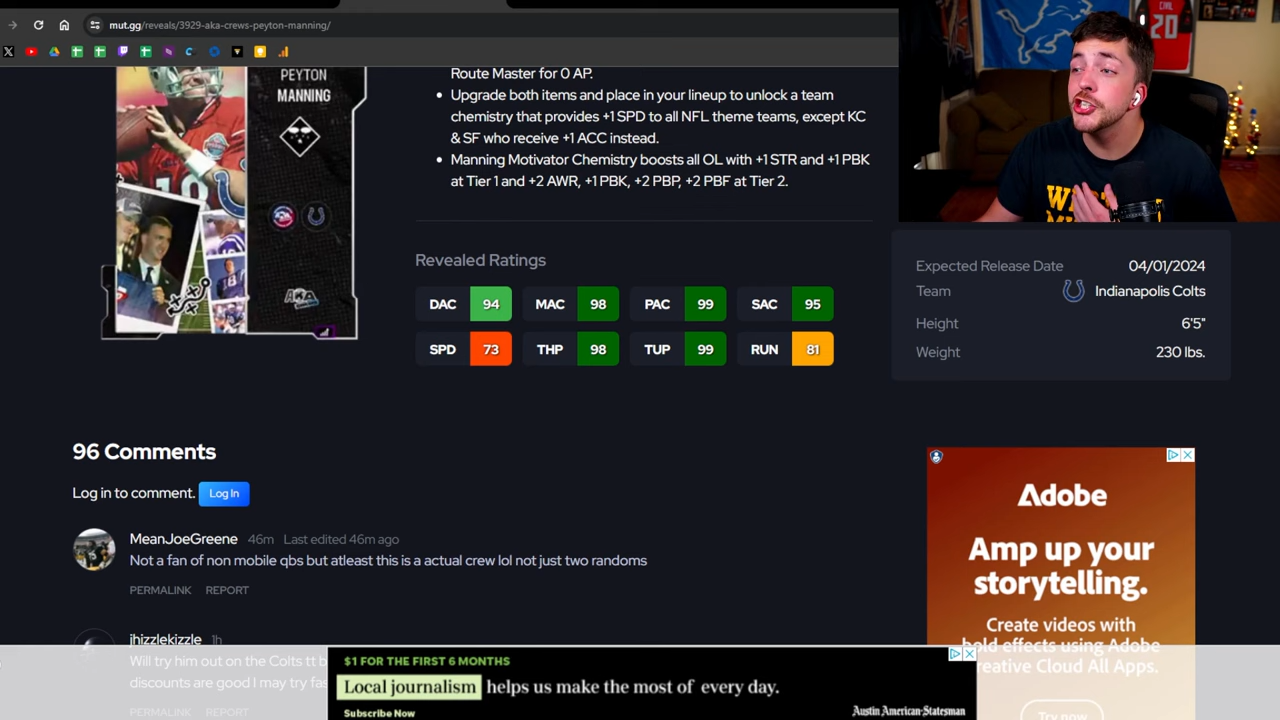 mut.gg/reveals/3929-aka-crews-peyton-manning/
PEYTON
MANNING
Route Master for 0 AP.
Upgrade both items and place in your lineup to unlock a team
chemistry that provides +1 SPD to all NFL theme teams, except KC
& SF who receive +1 ACC instead.
Manning Motivator Chemistry boosts all OL with +1 STR and +1 PBK
at Tier 1 and +2 AWR, +1 PBK, +2 PBP, +2 PBF at Tier 2.
Revealed Ratings
DAC 94 MAC 98 PAC 99 SAC 95
SPD 73 THP 98 TUP 99 RUN 81
20
Expected Release Date 04/01/2024
Team Indianapolis Colts
Height 6'5"
Weight 230 lbs.
96 Comments
Log in to comment. Log In
MeanJoeGreene 46m Last edited 46m ago
Not a fan of non mobile qbs but atleast this is a actual crew lol not just two randoms
PERMALINK REPORT
jhizzlekizzle 1h
Will try him out on the Colts tt b
discounts are good I may try fas
PERMALINK REPORT
Adobe
Amp up your
storytelling.
Create videos with
bold effects using Adobe
Creative Cloud All Apps.
Try now
$1 FOR THE FIRST 6 MONTHS
Local journalism helps us make the most of every day.
Subscribe Now
Austin American-Statesman